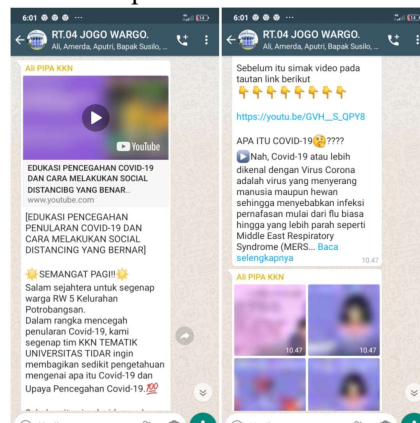 6:01
RT.04 JOGO WARGO.
Ali, Amerda, Aputri, Bapak Susilo, ...
Ali PIPA KKN
YouTube
EDUKASI PENCEGAHAN COVID-19
DAN CARA MELAKUKAN SOCIAL
DISTANCIBG YANG BENAR...
www.youtube.com
[EDUKASI PENCEGAHAN
PENULARAN COVID-19 DAN
CARA MELAKUKAN SOCIAL
DISTANCING YANG BERNAR]
☀️SEMANGAT PAGI!!☀️
Salam sejahtera untuk segenap
warga RW 5 Kelurahan
Potrobangsan.
Dalam rangka mencegah
penularan Covid-19, kami
segenap tim KKN TEMATIK
UNIVERSITAS TIDAR ingin
membagikan sedikit pengetahuan
mengenai apa itu Covid-19 dan
Upaya Pencegahan Covid-19.💯
6:01
RT.04 JOGO WARGO.
Ali, Amerda, Aputri, Bapak Susilo, ...
Sebelum itu simak video pada
tautan link berikut
👇👇👇👇👇👇👇👇
https://youtu.be/GVH__S_QPY8
APA ITU COVID-19🤔????
▶️Nah, Covid-19 atau lebih
dikenal dengan Virus Corona
adalah virus yang menyerang
manusia maupun hewan
sehingga menyebabkan infeksi
pernafasan mulai dari flu biasa
hingga yang lebih parah seperti
Middle East Respiratory
Syndrome (MERS... Baca
selengkapnya 10.47
Ali PIPA KKN
10.47 10.47